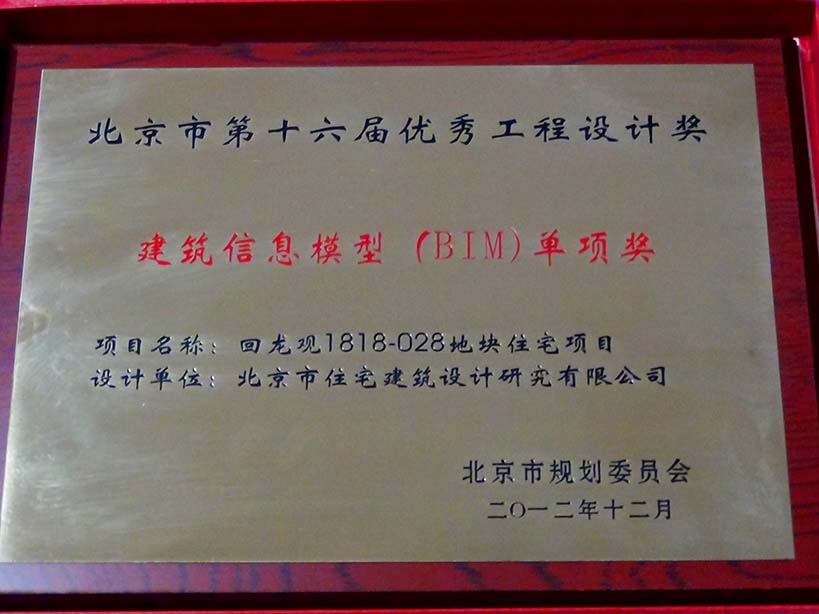 北京市第十六届优秀工程设计奖
建筑信息模型（BIM)单项奖
项目名称：回龙观1818-028地块住宅项目
设计单位：北京市住宅建筑设计研究有限公司
北京市规划委员会
二〇一二年十二月